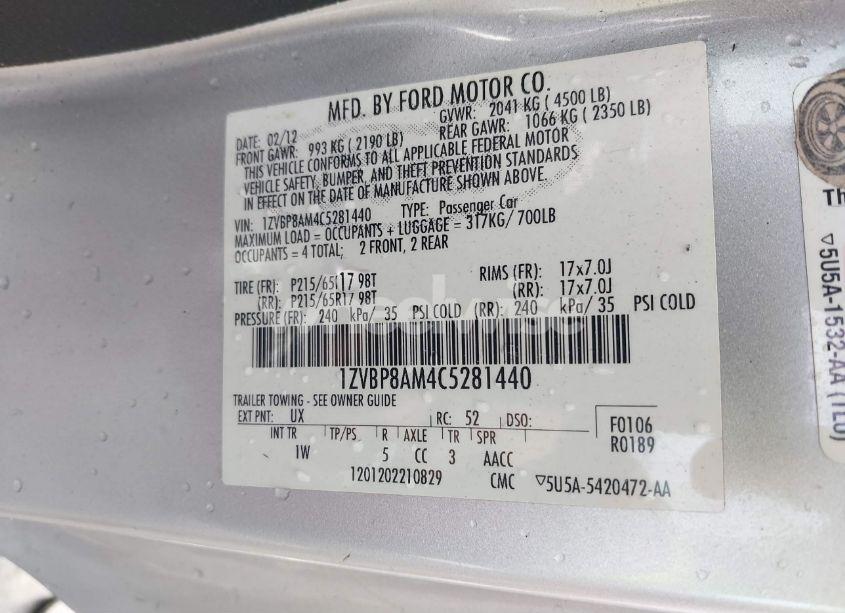 MFD. BY FORD MOTOR CO.
DATE: 02/12 GVWR: 2041 KG ( 4500 LB)
FRONT GAWR: 993 KG ( 2190 LB) REAR GAWR: 1066 KG ( 2350 LB)
THIS VEHICLE CONFORMS TO ALL APPLICABLE FEDERAL MOTOR
VEHICLE SAFETY, BUMPER, AND THEFT PREVENTION STANDARDS
IN EFFECT ON THE DATE OF MANUFACTURE SHOWN ABOVE.
VIN: 1ZVBP8AM4C5281440 TYPE: Passenger Car
MAXIMUM LOAD = OCCUPANTS + LUGGAGE = 317KG/ 700LB
OCCUPANTS = 4 TOTAL; 2 FRONT, 2 REAR
TIRE (FR): P215/65R17 98T RIMS (FR): 17x7.0J
(RR): P215/65R17 98T (RR): 17x7.0J
PRESSURE (FR): 240 kPa/ 35 PSI COLD (RR): 240 kPa/ 35 PSI COLD
1ZVBP8AM4C5281440
TRAILER TOWING - SEE OWNER GUIDE
EXT PNT: UX RC: 52 DSO:
INT TR TP/PS R AXLE TR SPR
1W 5 CC 3 AACC
F0106
R0189
1201202210829 CMC ▽5U5A-5420472-AA
Th
▽5U5A-1532-AA (TLU)